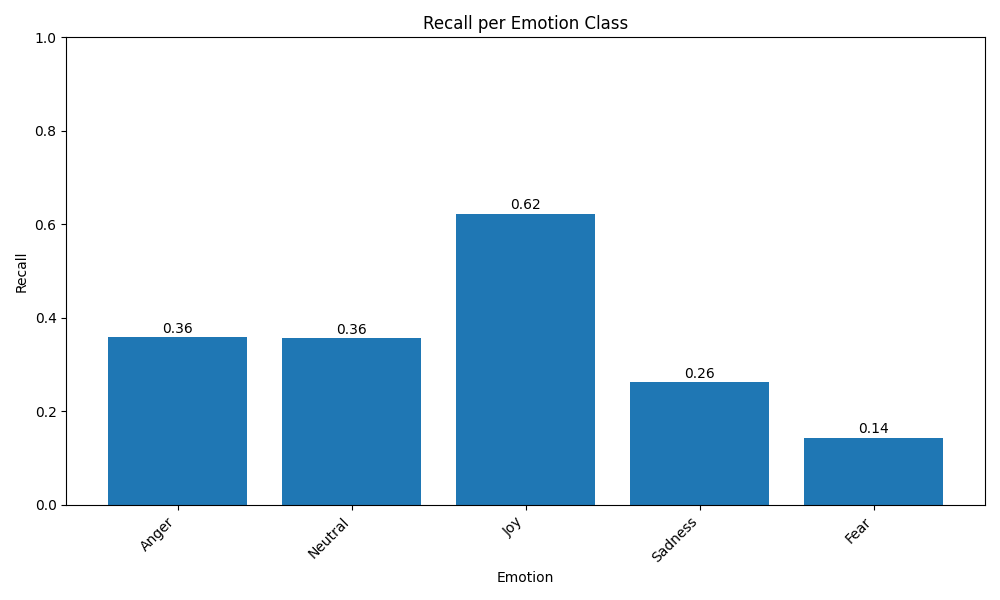 Recall per Emotion Class
1.0
0.8
0.6
0.4
0.2
0.0
Recall
0.36
0.36
0.62
0.26
0.14
Anger
Neutral
Joy
Sadness
Fear
Emotion